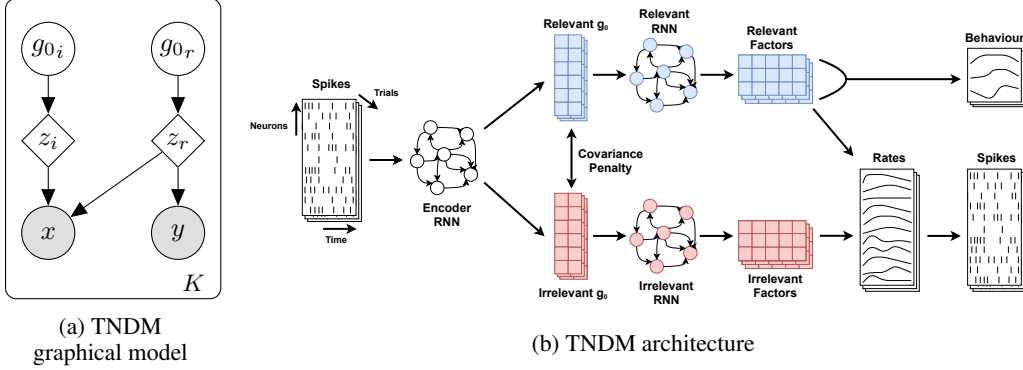 g0i
g0r
zi
zr
x
y
K
(a) TNDM
graphical model
Spikes
Trials
Neurons
Time
Encoder
RNN
Relevant g₀
Relevant
RNN
Relevant
Factors
Behaviour
Covariance
Penalty
Irrelevant g₀
Irrelevant
RNN
Irrelevant
Factors
Rates
Spikes
(b) TNDM architecture